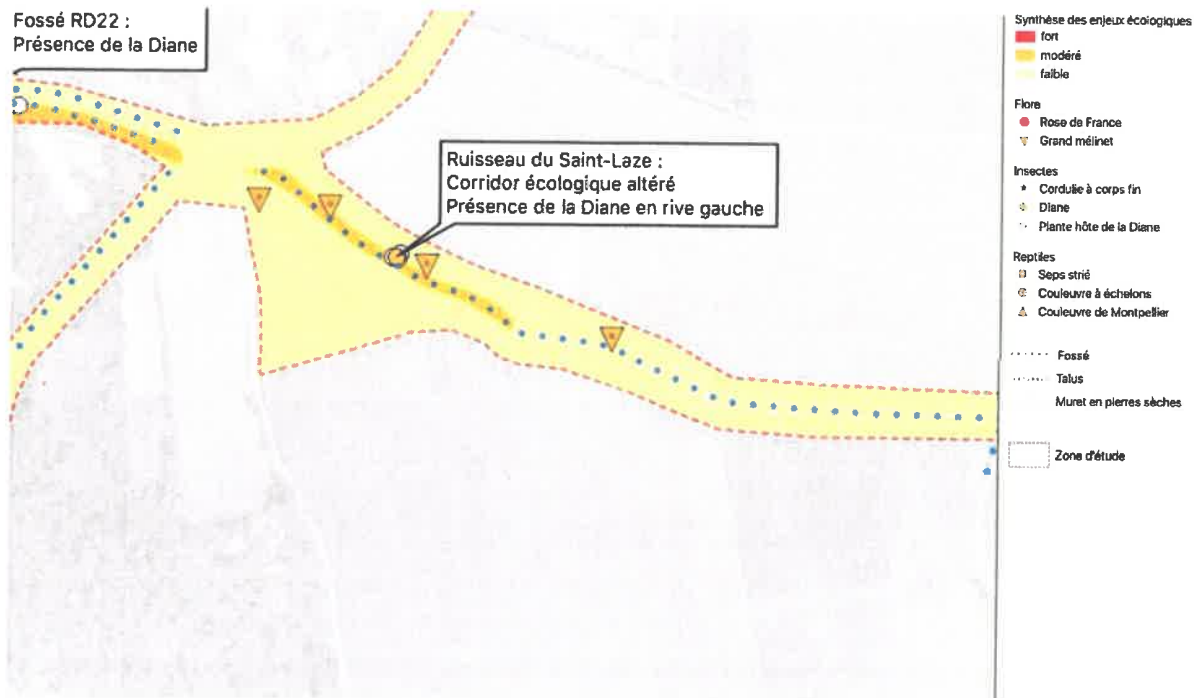 Fossé RD22 :
Présence de la Diane
Ruisseau du Saint-Laze :
Corridor écologique altéré
Présence de la Diane en rive gauche
Synthèse des enjeux écologiques
fort
modéré
faible
Flore
Rose de France
Grand mélinet
Insectes
Cordulie à corps fin
Diane
Plante hôte de la Diane
Reptiles
Seps strié
Couleuvre à échelons
Couleuvre de Montpellier
Fossé
Talus
Muret en pierres sèches
Zone d'étude